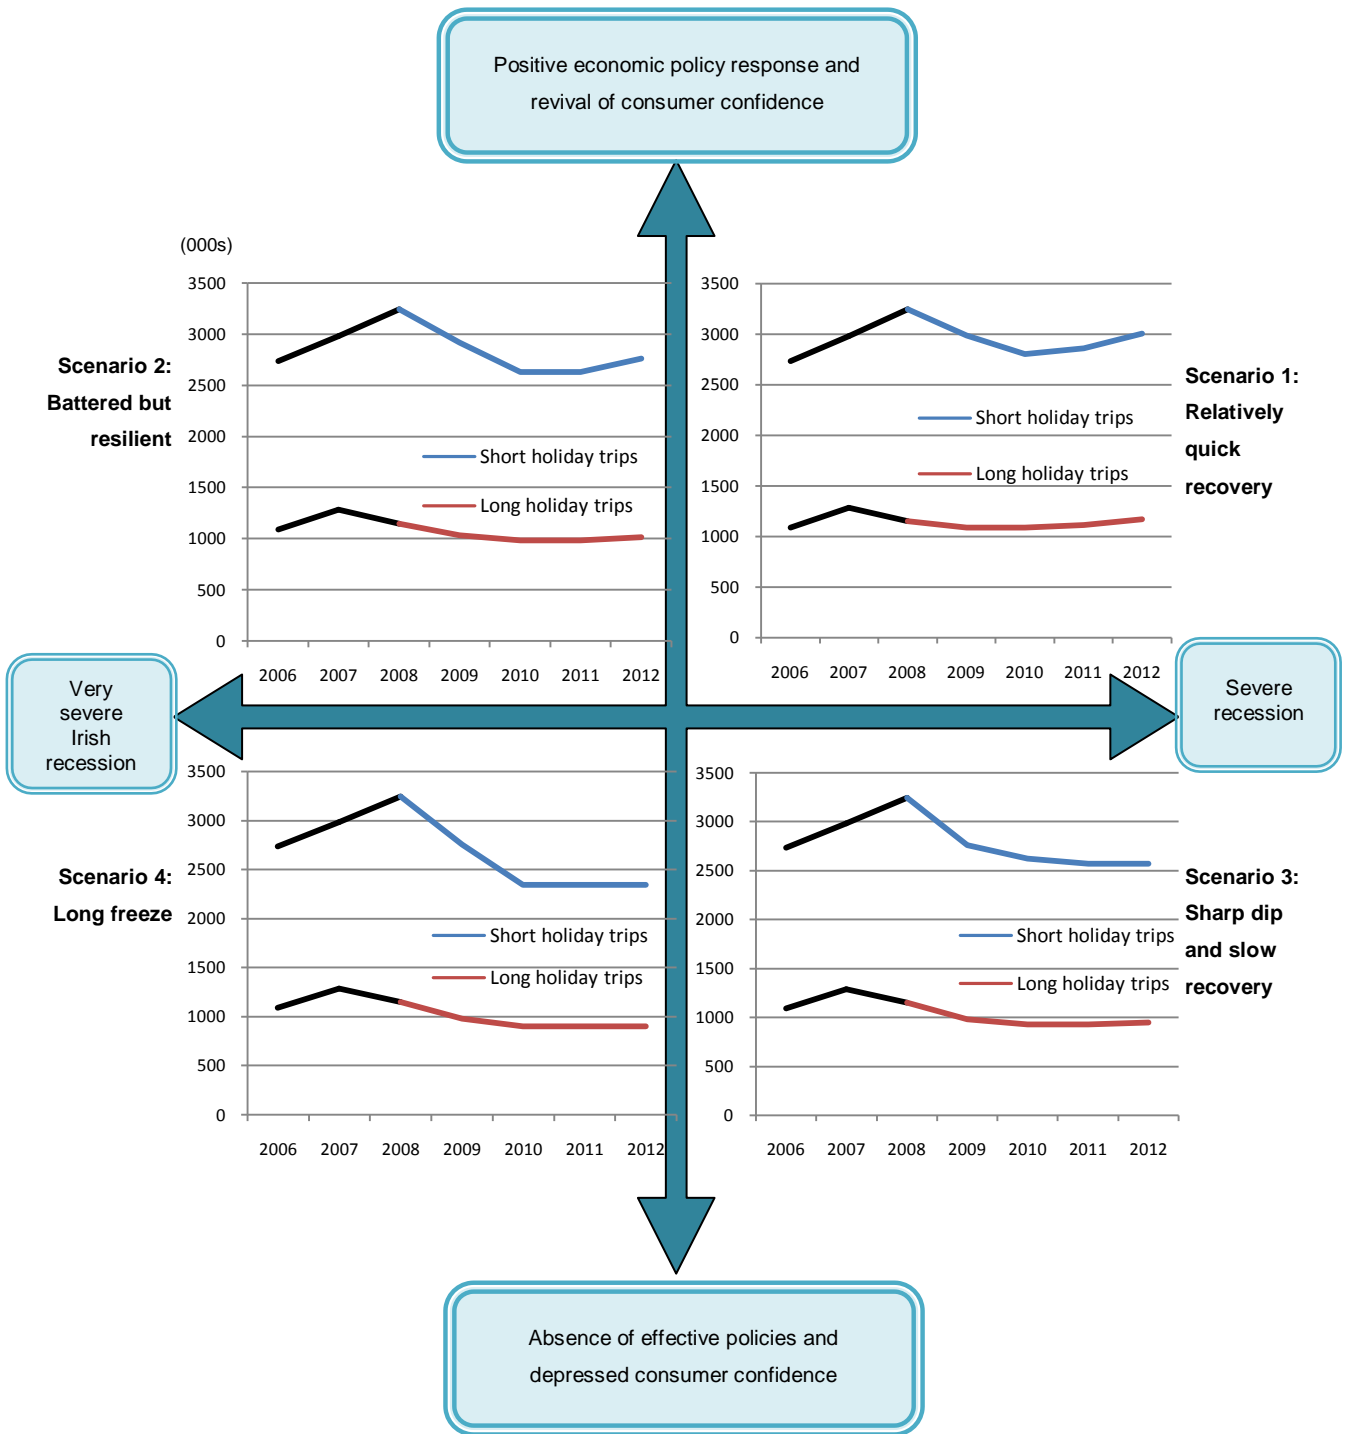 Positive economic policy response and
revival of consumer confidence
(000s)
3500
3000
2500
2000
1500
1000
500
0
Scenario 2:
Battered but
resilient
Short holiday trips
Long holiday trips
2006 2007 2008 2009 2010 2011 2012
3500
3000
2500
2000
1500
1000
500
0
Short holiday trips
Long holiday trips
2006 2007 2008 2009 2010 2011 2012
Scenario 1:
Relatively
quick
recovery
Very
severe
Irish
recession
Severe
recession
3500
3000
2500
2000
1500
1000
500
0
Scenario 4:
Long freeze
Short holiday trips
Long holiday trips
2006 2007 2008 2009 2010 2011 2012
3500
3000
2500
2000
1500
1000
500
0
Short holiday trips
Long holiday trips
2006 2007 2008 2009 2010 2011 2012
Scenario 3:
Sharp dip
and slow
recovery
Absence of effective policies and
depressed consumer confidence